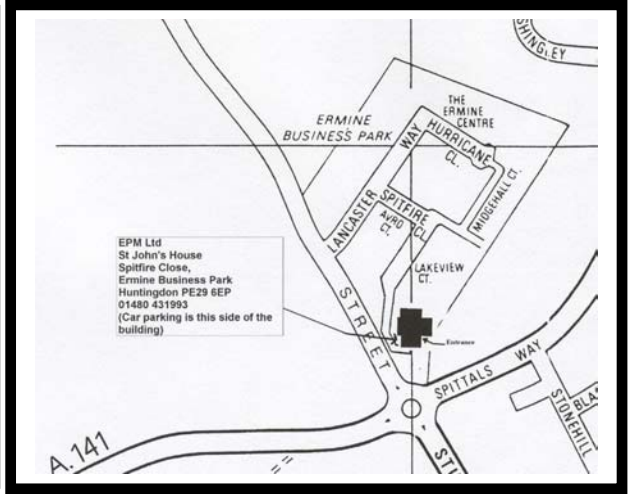 SHINGLEY
THE
ERMINE
CENTRE
ERMINE
BUSINESS PARK
HURRICANE
CL.
LANCASTER WAY
SPITFIRE CL.
AVRO
CT.
MIDGEHALL CT.
LAKEVIEW
CT.
EPM Ltd
St John's House
Spitfire Close,
Ermine Business Park
Huntingdon PE29 6EP
01480 431993
(Car parking is this side of the
building)
STREET
Entrance
SPITTALS WAY
STONEHILL
A.141